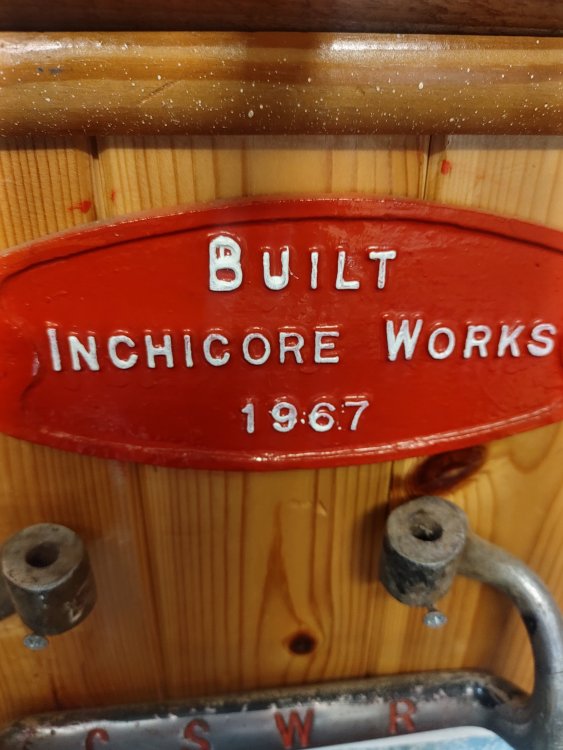 BUILT
INCHICORE WORKS
1967
C S W R